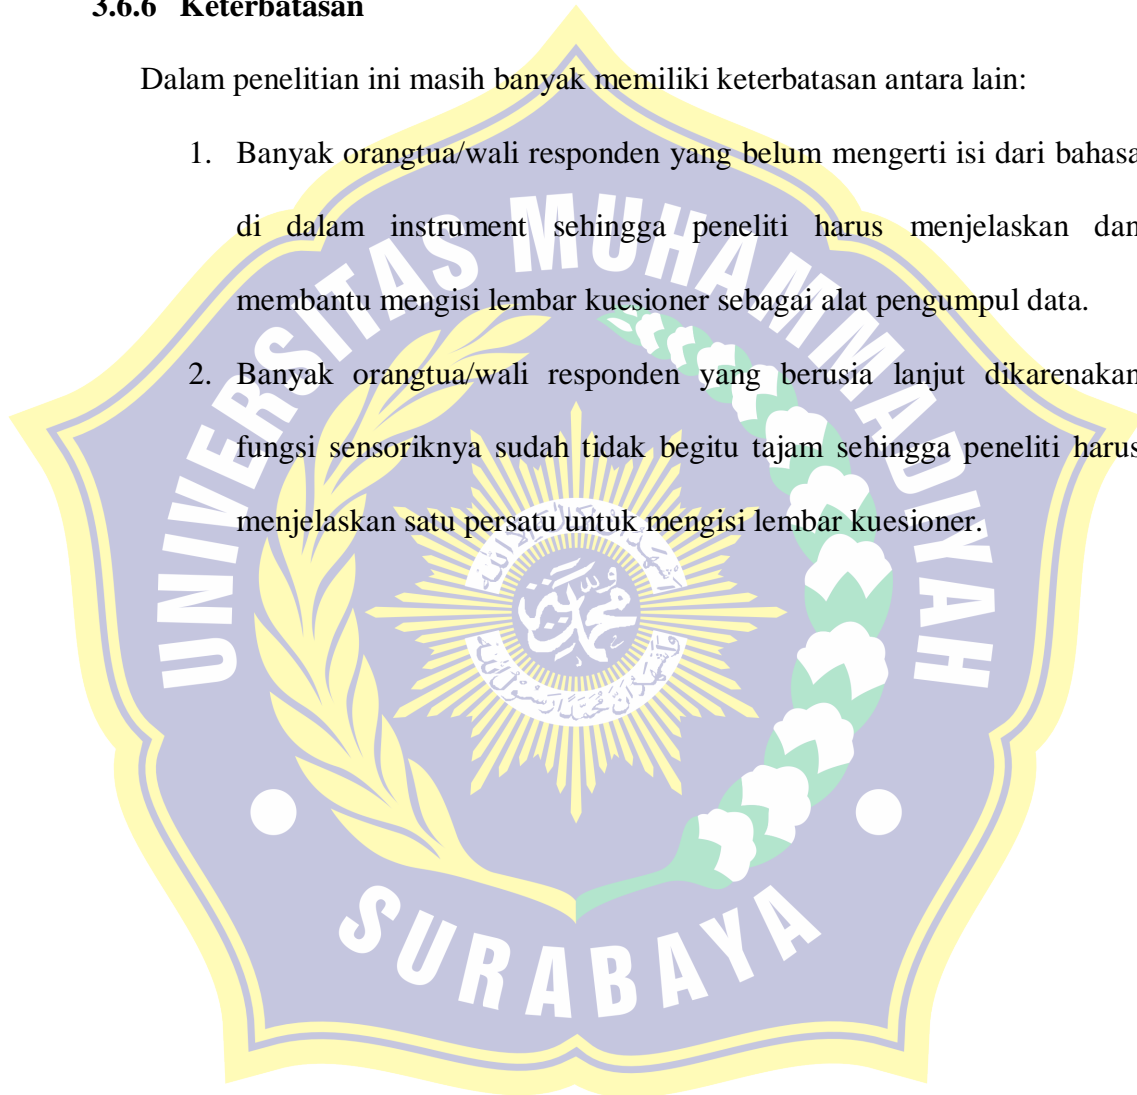 3.6.6 Keterbatasan
Dalam penelitian ini masih banyak memiliki keterbatasan antara lain:
1. Banyak orangtua/wali responden yang belum mengerti isi dari bahasa
di dalam instrument sehingga peneliti harus menjelaskan dan
membantu mengisi lembar kuesioner sebagai alat pengumpul data.
2. Banyak orangtua/wali responden yang berusia lanjut dikarenakan
fungsi sensoriknya sudah tidak begitu tajam sehingga peneliti harus
menjelaskan satu persatu untuk mengisi lembar kuesioner.
UNIVERSITAS MUHAMMADIYAH
SURABAYA